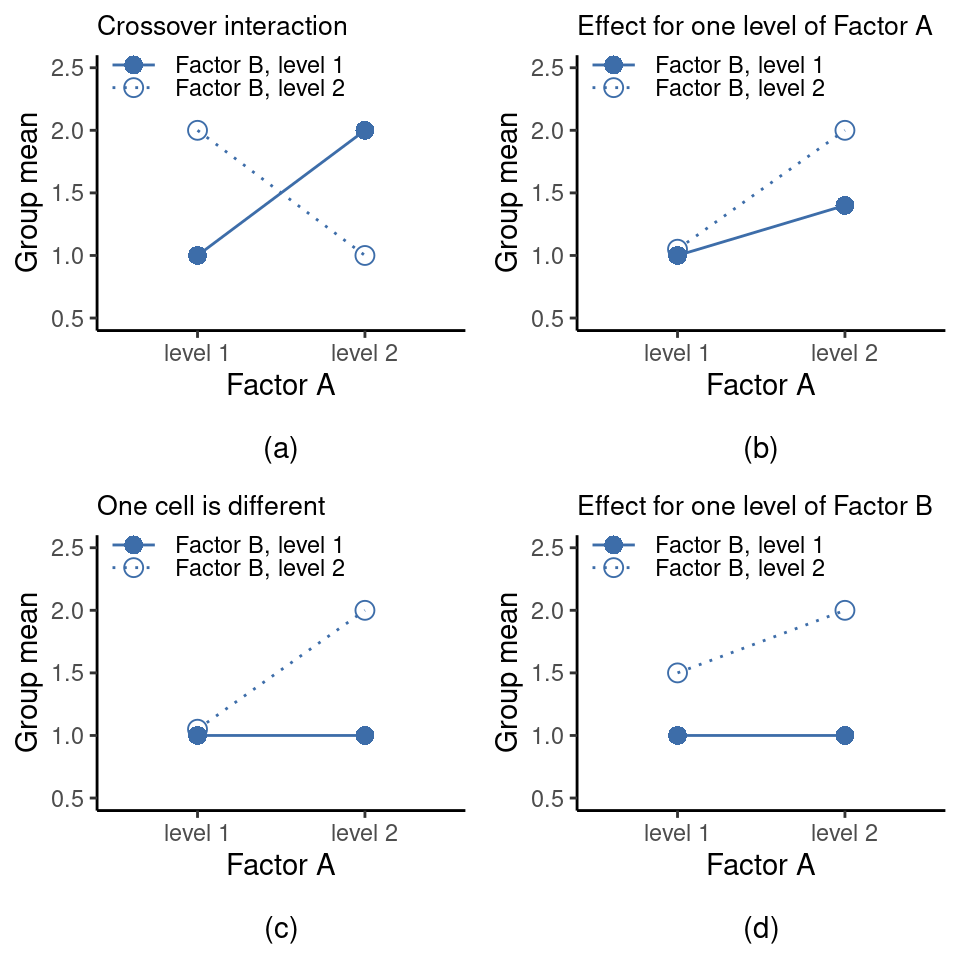 Crossover interaction
Factor B, level 1
Factor B, level 2
2.5
2.0
1.5
1.0
0.5
Group mean
level 1 level 2
Factor A
(a)
Effect for one level of Factor A
Factor B, level 1
Factor B, level 2
2.5
2.0
1.5
1.0
0.5
Group mean
level 1 level 2
Factor A
(b)
One cell is different
Factor B, level 1
Factor B, level 2
2.5
2.0
1.5
1.0
0.5
Group mean
level 1 level 2
Factor A
(c)
Effect for one level of Factor B
Factor B, level 1
Factor B, level 2
2.5
2.0
1.5
1.0
0.5
Group mean
level 1 level 2
Factor A
(d)